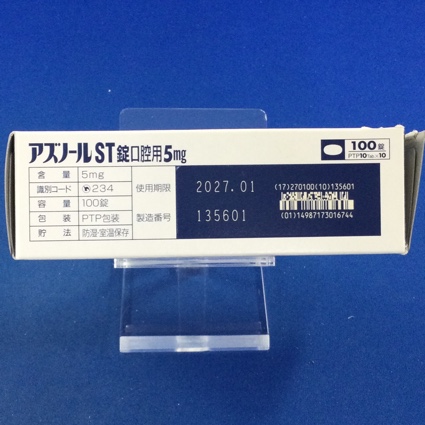 アズノールST錠口腔用5mg
100錠
PTP10錠×10
含量 5mg
識別コード 234
容量 100錠
包装 PTP包装
貯法 防湿・室温保存
使用期限 2027.01
製造番号 135601
(17)270100(10)135601
(01)14987173016744